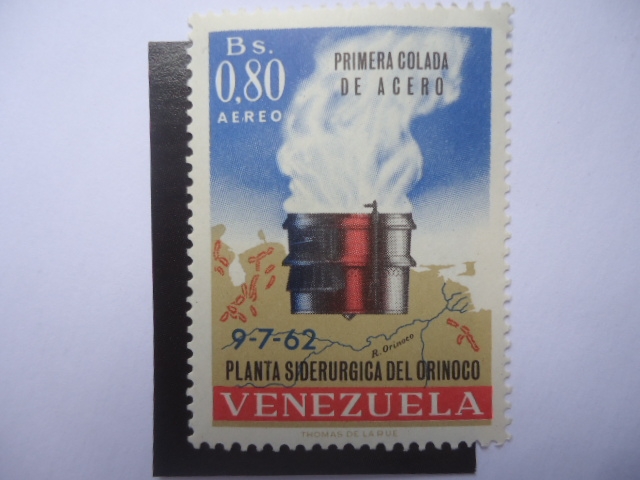 Bs.
0,80
AEREO
PRIMERA COLADA
DE ACERO
9-7-62
R. Orinoco
PLANTA SIDERURGICA DEL ORINOCO
VENEZUELA
THOMAS DE LA RUE